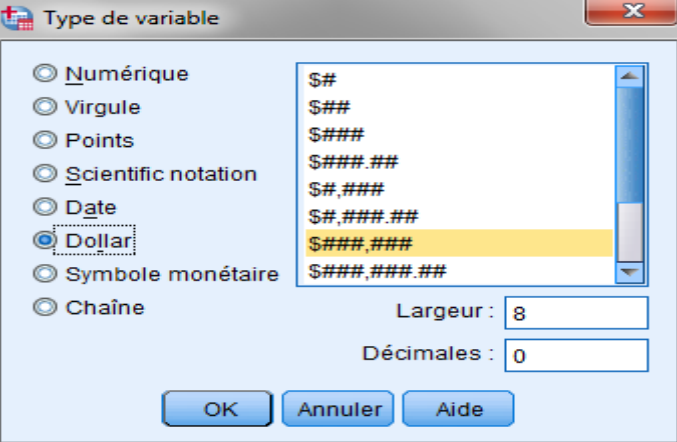 Type de variable
Numérique
Virgule
Points
Scientific notation
Date
Dollar
Symbole monétaire
Chaîne
$#
$##
$###
$###.##
$#,###
$#,###.##
$###,###
$###,###.##
Largeur : 8
Décimales : 0
OK Annuler Aide